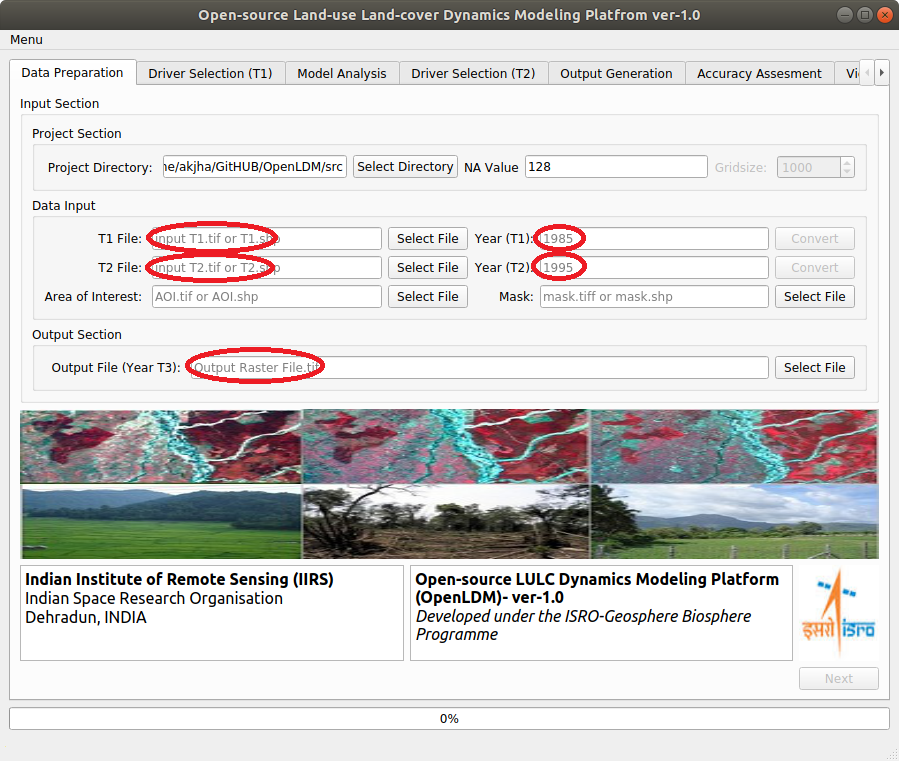 Open-source Land-use Land-cover Dynamics Modeling Platfrom ver-1.0
Menu
Data Preparation Driver Selection (T1) Model Analysis Driver Selection (T2) Output Generation Accuracy Assesment
Input Section
Project Section
Project Directory: ne/akjha/GitHUB/OpenLDM/src Select Directory NA Value 128 Gridsize: 1000
Data Input
T1 File: input T1.tif or T1.shp Select File Year (T1): 1985 Convert
T2 File: input T2.tif or T2.shp Select File Year (T2): 1995 Convert
Area of Interest: AOI.tif or AOI.shp Select File Mask: mask.tiff or mask.shp Select File
Output Section
Output File (Year T3): Output Raster File.tif Select File
Indian Institute of Remote Sensing (IIRS)
Indian Space Research Organisation
Dehradun, INDIA
Open-source LULC Dynamics Modeling Platform
(OpenLDM)- ver-1.0
Developed under the ISRO-Geosphere Biosphere
Programme
इसरो isro
Next
0%